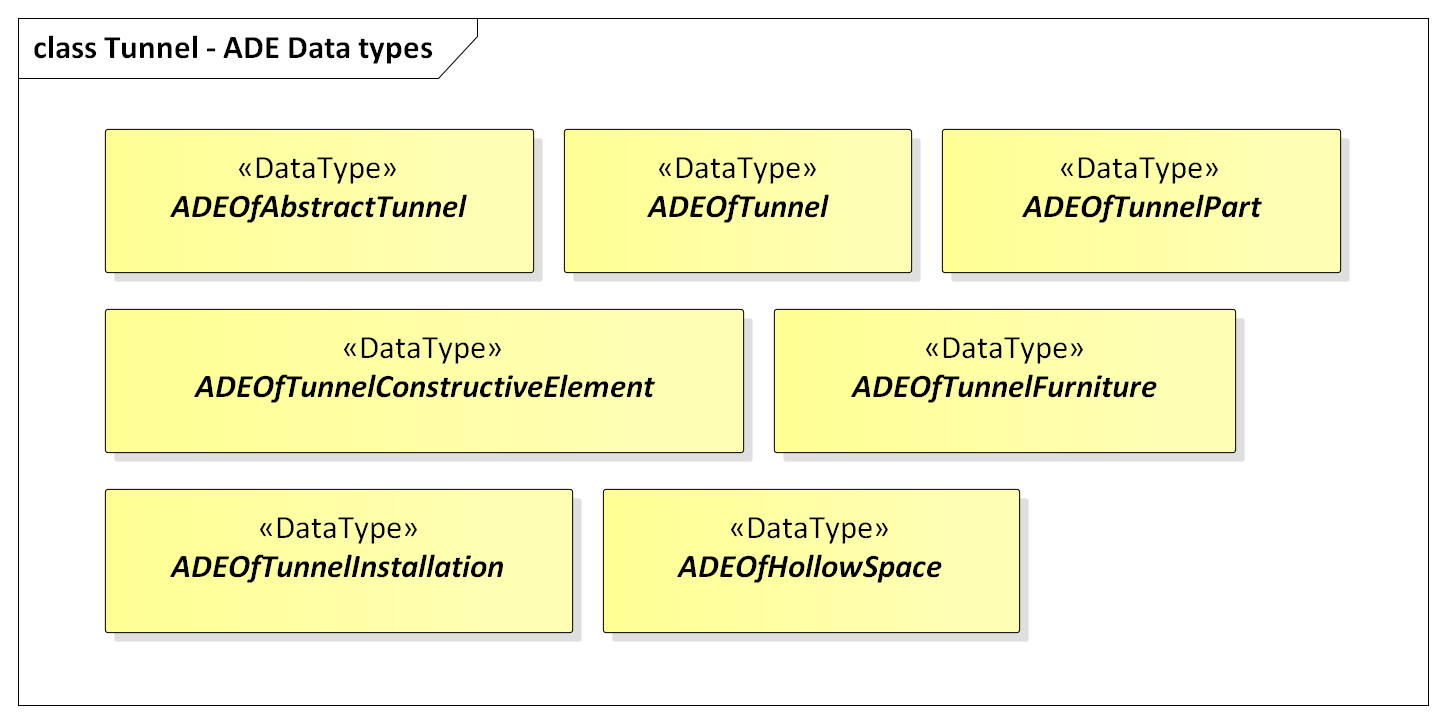 class Tunnel - ADE Data types
«DataType» «DataType» «DataType»
ADEOfAbstractTunnel ADEOfTunnel ADEOfTunnelPart
«DataType» «DataType»
ADEOfTunnelConstructiveElement ADEOfTunnelFurniture
«DataType» «DataType»
ADEOfTunnelInstallation ADEOfHollowSpace